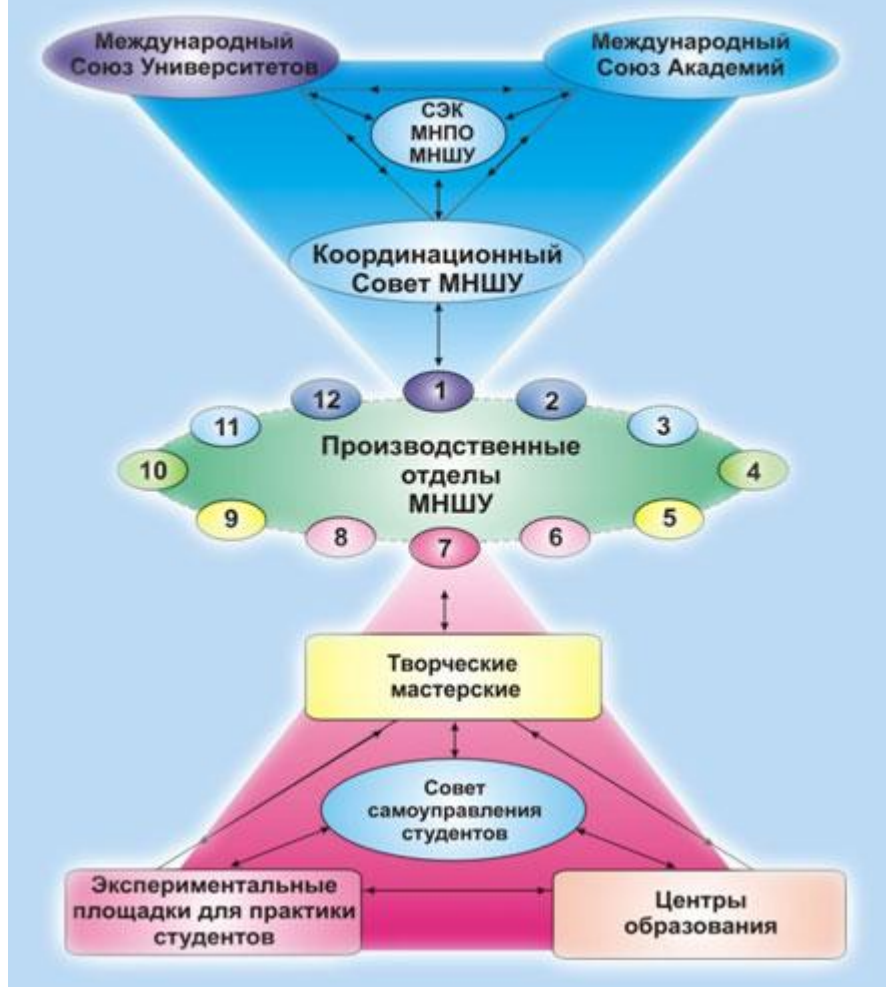 Международный
Союз Университетов
Международный
Союз Академий
СЭК
МНПО
МНШУ
Координационный
Совет МНШУ
1
2
3
4
5
6
7
8
9
10
11
12
Производственные
отделы
МНШУ
Творческие
мастерские
Совет
самоуправления
студентов
Экспериментальные
площадки для практики
студентов
Центры
образования